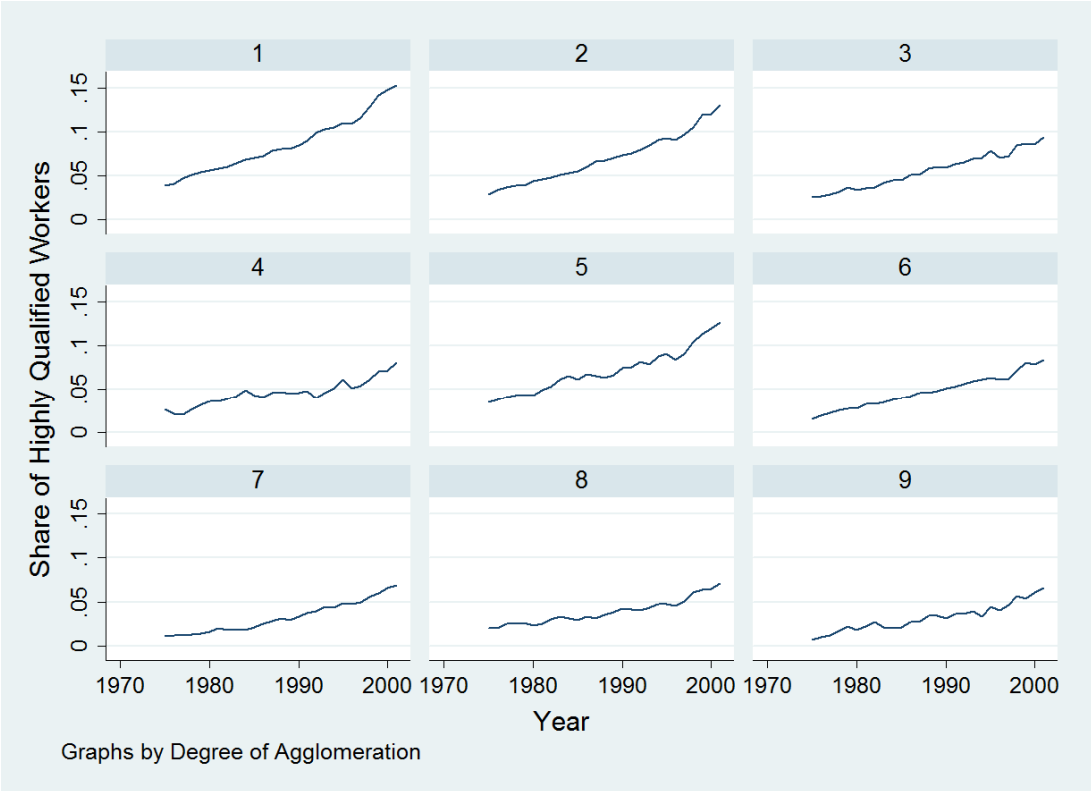 Share of Highly Qualified Workers
1 2 3
.15
.1
.05
0
4 5 6
.15
.1
.05
0
7 8 9
.15
.1
.05
0
1970 1980 1990 2000 1970 1980 1990 2000 1970 1980 1990 2000
Year
Graphs by Degree of Agglomeration